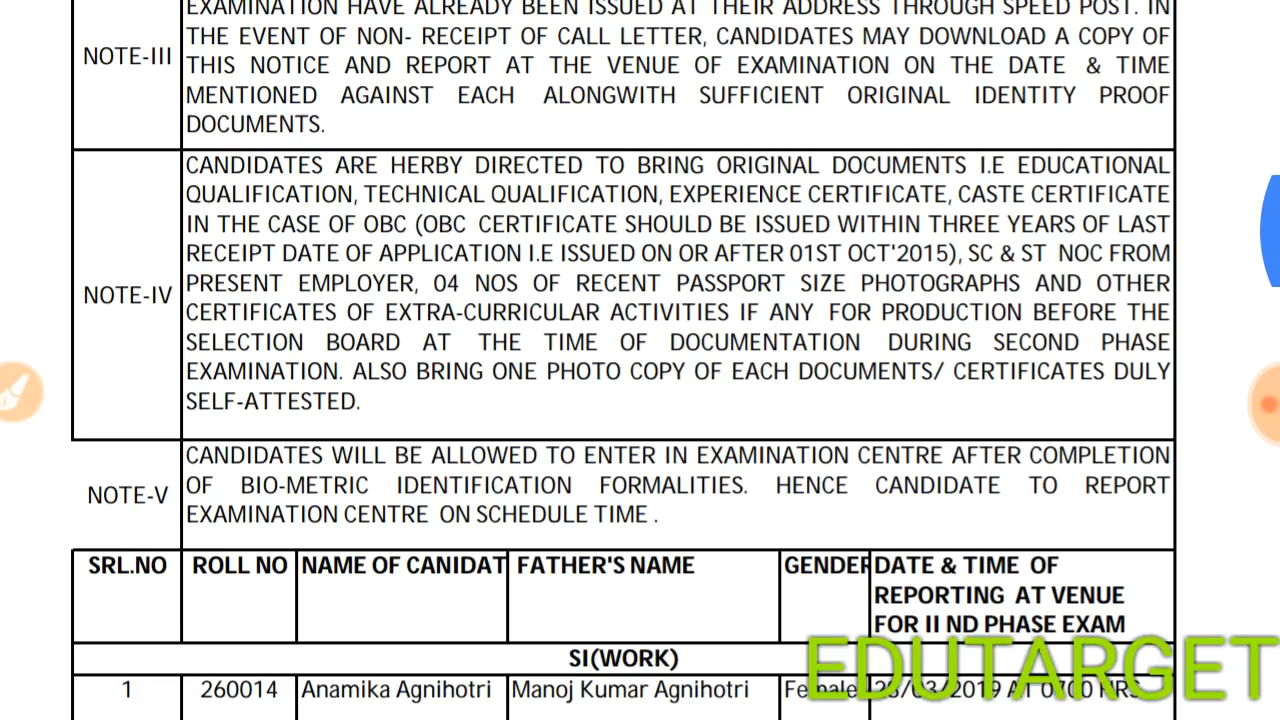 EXAMINATION HAVE ALREADY BEEN ISSUED AT THEIR ADDRESS THROUGH SPEED POST. IN
NOTE-III
THE EVENT OF NON- RECEIPT OF CALL LETTER, CANDIDATES MAY DOWNLOAD A COPY OF
THIS NOTICE AND REPORT AT THE VENUE OF EXAMINATION ON THE DATE & TIME
MENTIONED AGAINST EACH ALONGWITH SUFFICIENT ORIGINAL IDENTITY PROOF
DOCUMENTS.
NOTE-IV
CANDIDATES ARE HERBY DIRECTED TO BRING ORIGINAL DOCUMENTS I.E EDUCATIONAL
QUALIFICATION, TECHNICAL QUALIFICATION, EXPERIENCE CERTIFICATE, CASTE CERTIFICATE
IN THE CASE OF OBC (OBC CERTIFICATE SHOULD BE ISSUED WITHIN THREE YEARS OF LAST
RECEIPT DATE OF APPLICATION I.E ISSUED ON OR AFTER 01ST OCT'2015), SC & ST NOC FROM
PRESENT EMPLOYER, 04 NOS OF RECENT PASSPORT SIZE PHOTOGRAPHS AND OTHER
CERTIFICATES OF EXTRA-CURRICULAR ACTIVITIES IF ANY FOR PRODUCTION BEFORE THE
SELECTION BOARD AT THE TIME OF DOCUMENTATION DURING SECOND PHASE
EXAMINATION. ALSO BRING ONE PHOTO COPY OF EACH DOCUMENTS/ CERTIFICATES DULY
SELF-ATTESTED.
NOTE-V
CANDIDATES WILL BE ALLOWED TO ENTER IN EXAMINATION CENTRE AFTER COMPLETION
OF BIO-METRIC IDENTIFICATION FORMALITIES. HENCE CANDIDATE TO REPORT
EXAMINATION CENTRE ON SCHEDULE TIME .
SRL.NO ROLL NO NAME OF CANIDAT FATHER'S NAME GENDER DATE & TIME OF
REPORTING AT VENUE
FOR II ND PHASE EXAM
SI(WORK)
1 260014 Anamika Agnihotri Manoj Kumar Agnihotri Female 28/03/2019 AT 0700 HRS
EDUTARGET